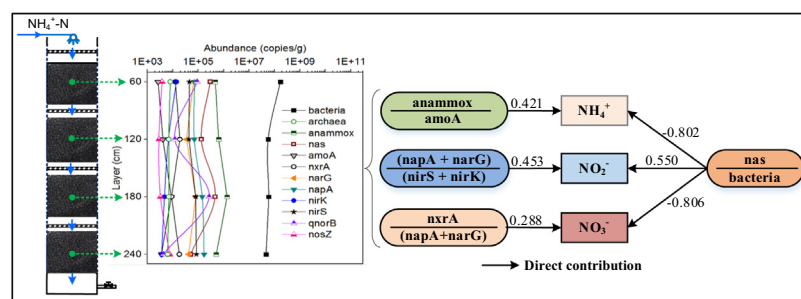 NH₄⁺-N
Abundance (copies/g)
1E+03 1E+05 1E+07 1E+09 1E+11
Layer (cm)
60
120
180
240
bacteria
archaea
anammox
nas
amoA
nxrA
narG
napA
nirK
nirS
qnorB
nosZ
anammox
amoA
0.421
NH₄⁺
(napA + narG)
(nirS + nirK)
0.453
NO₂⁻
nxrA
(napA+narG)
0.288
NO₃⁻
-0.802
0.550
-0.806
nas
bacteria
Direct contribution